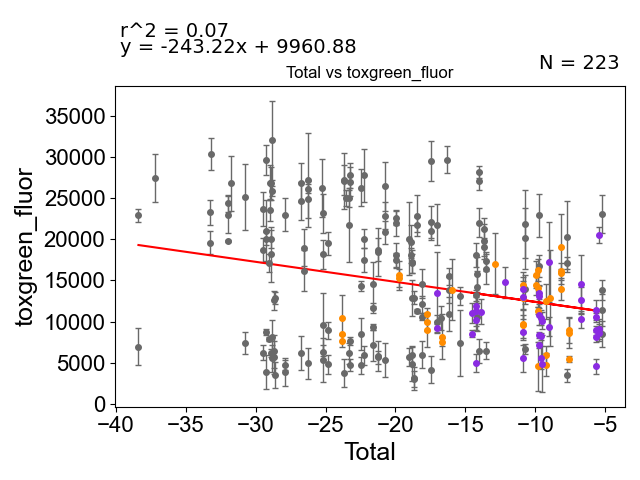 r^2 = 0.07
y = -243.22x + 9960.88
N = 223
Total vs toxgreen_fluor
toxgreen_fluor
35000
30000
25000
20000
15000
10000
5000
0
−40 −35 −30 −25 −20 −15 −10 −5
Total